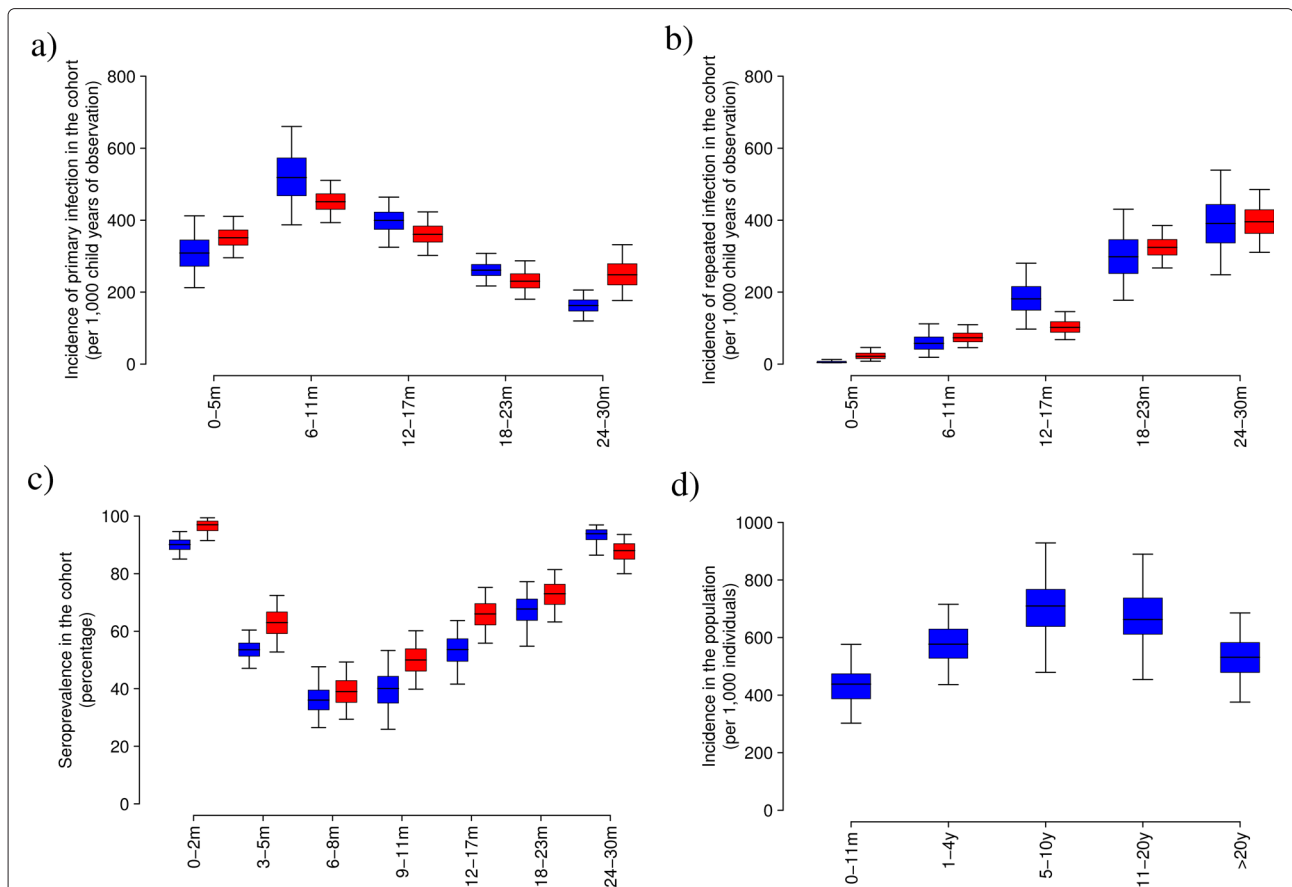 a)
Incidence of primary infection in the cohort
(per 1,000 child years of observation)
800
600
400
200
0
0−5m
6−11m
12−17m
18−23m
24−30m
b)
Incidence of repeated infection in the cohort
(per 1,000 child years of observation)
800
600
400
200
0
0−5m
6−11m
12−17m
18−23m
24−30m
c)
Seroprevalence in the cohort
(percentage)
100
80
60
40
20
0
0−2m
3−5m
6−8m
9−11m
12−17m
18−23m
24−30m
d)
Incidence in the population
(per 1,000 individuals)
1000
800
600
400
200
0
0−11m
1−4y
5−10y
11−20y
>20y